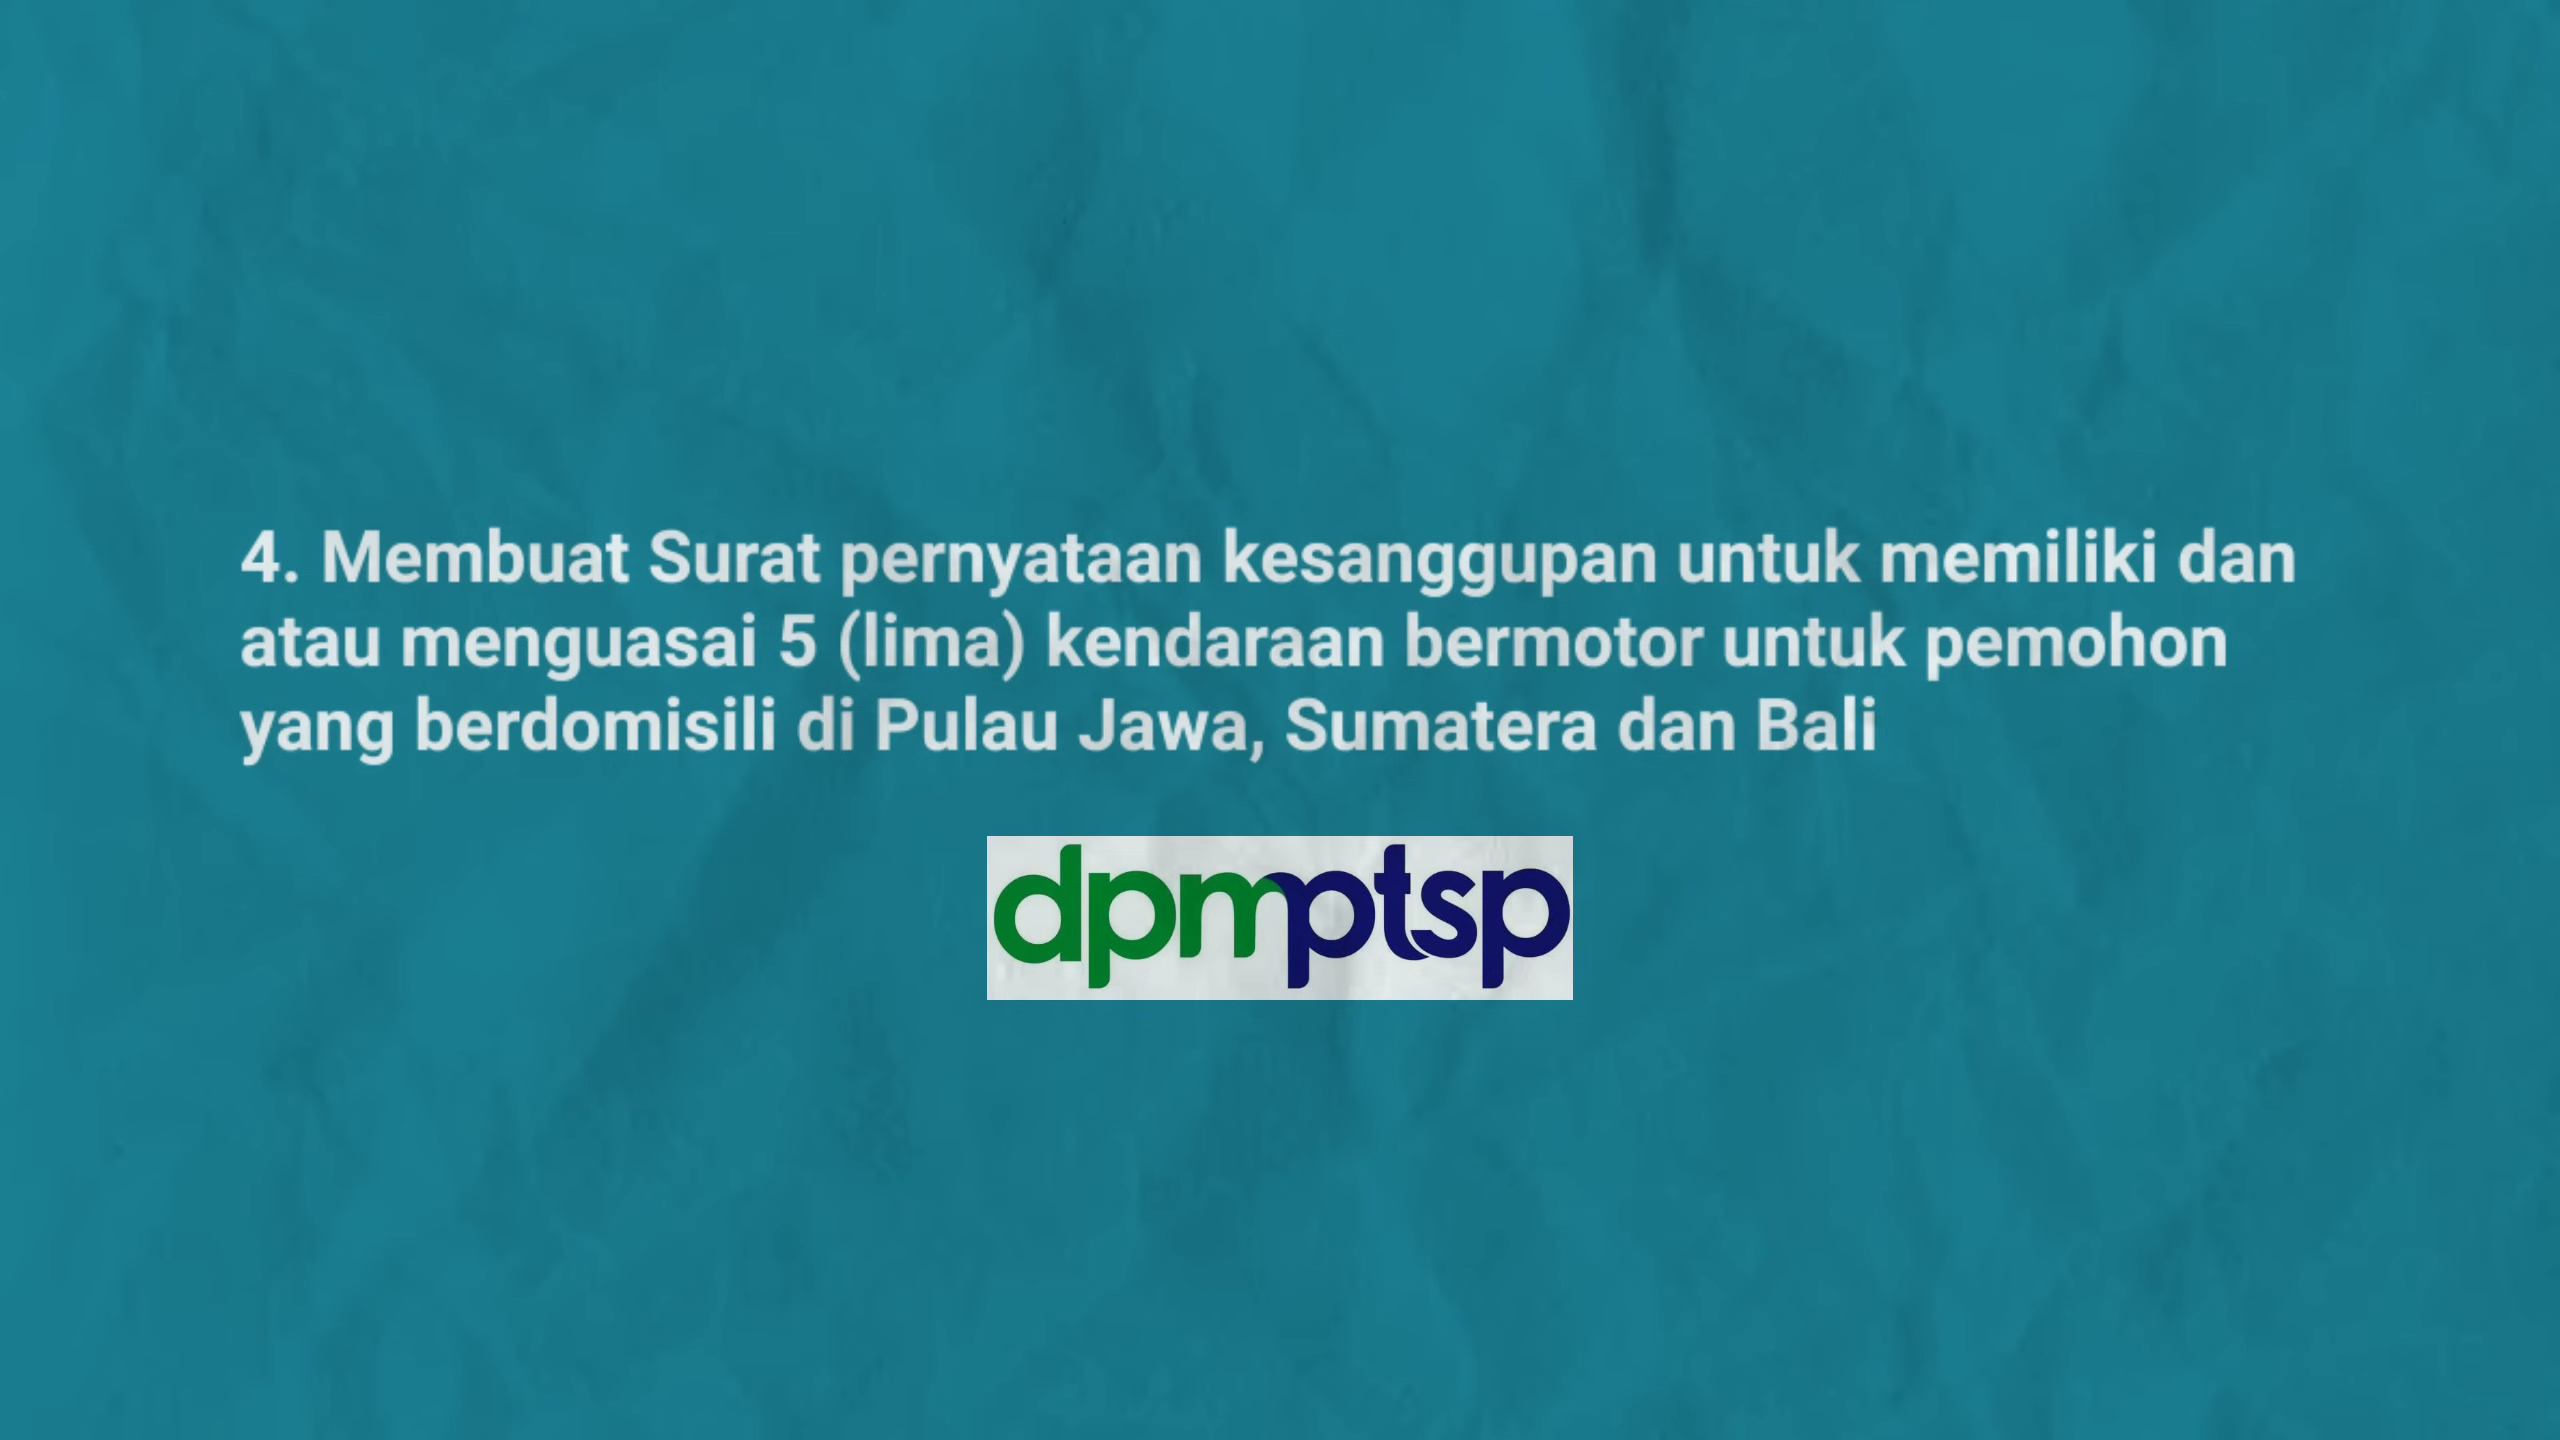 4. Membuat Surat pernyataan kesanggupan untuk memiliki dan
atau menguasai 5 (lima) kendaraan bermotor untuk pemohon
yang berdomisili di Pulau Jawa, Sumatera dan Bali
dpmptsp